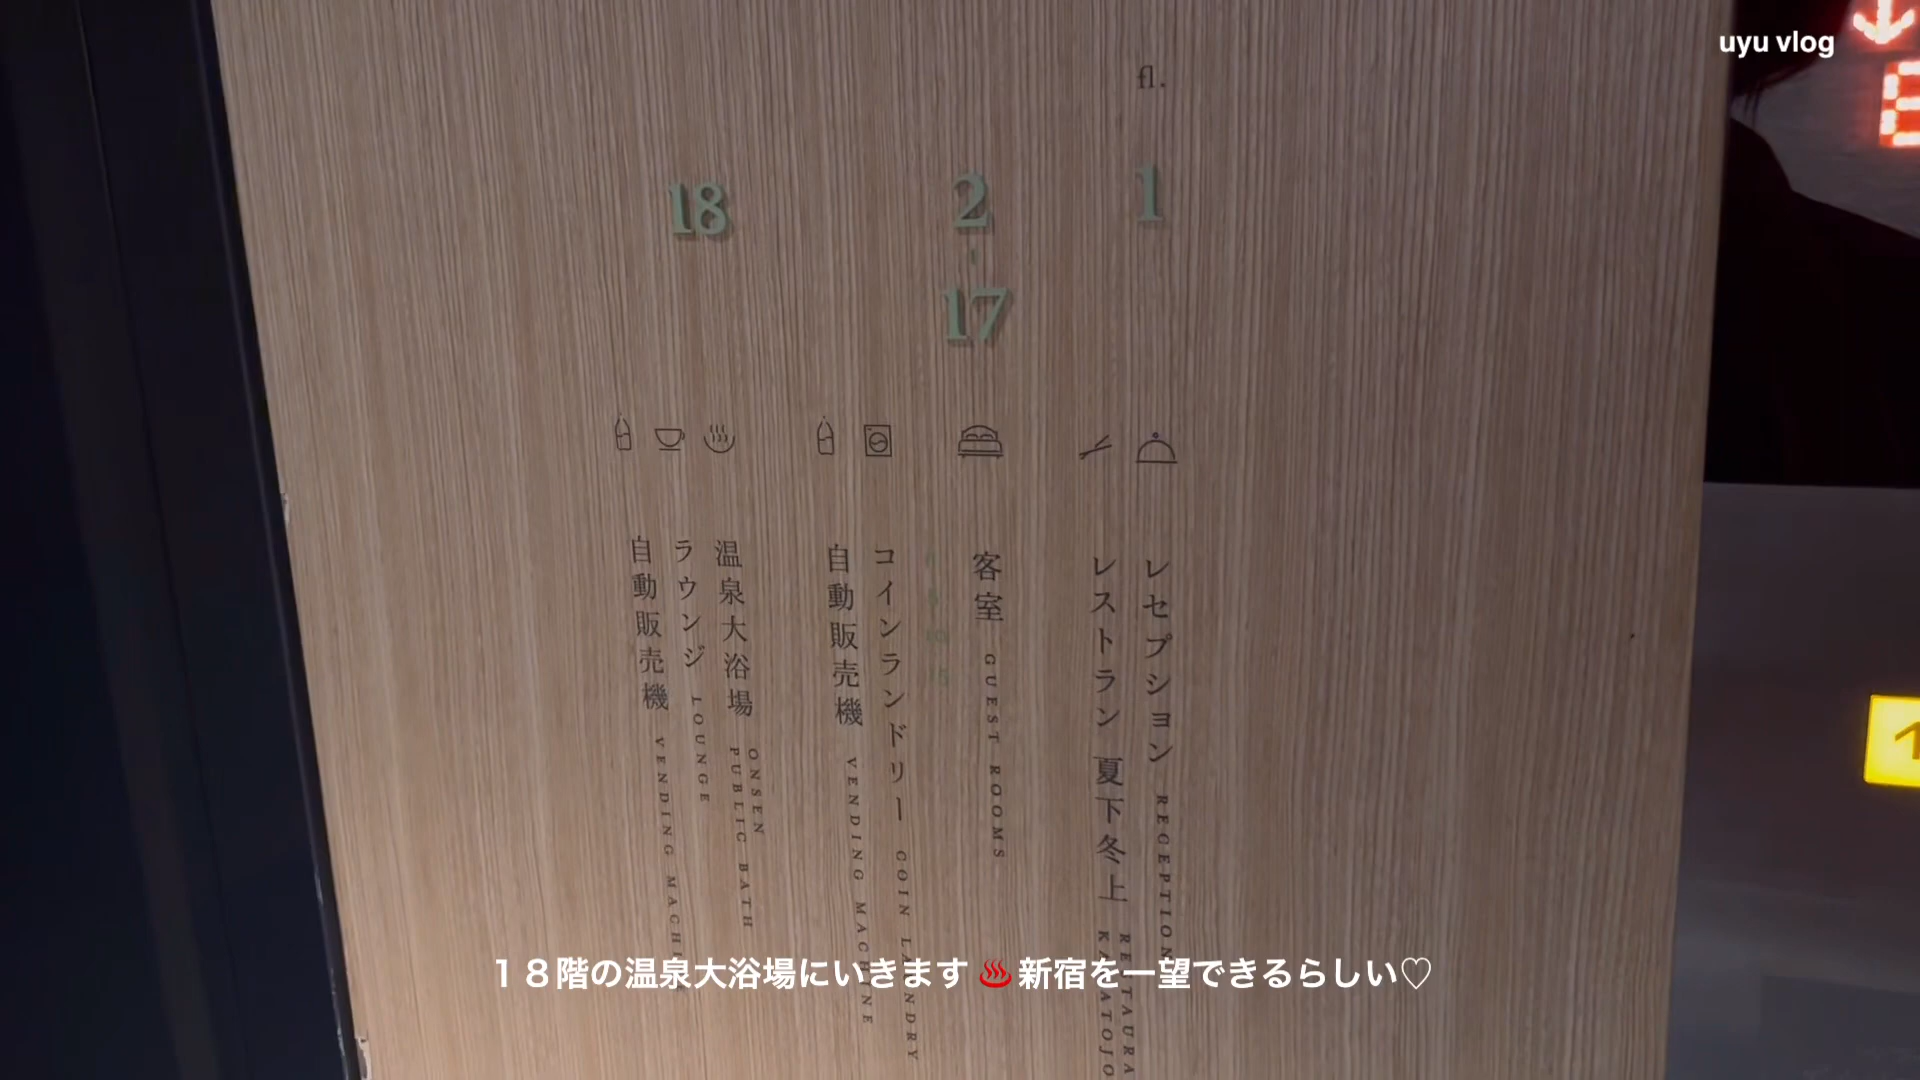 uyu vlog
fl.
1
レセプション RECEPTION
レストラン 夏下冬上
2
-
17
客室 GUEST ROOMS
コインランドリー COIN LAUNDRY
自動販売機 VENDING MACHINE
18
温泉大浴場 ONSEN
PUBLIC BATH
ラウンジ LOUNGE
自動販売機 VENDING
18階の温泉大浴場にいきます ♨️新宿を一望できるらしい♡